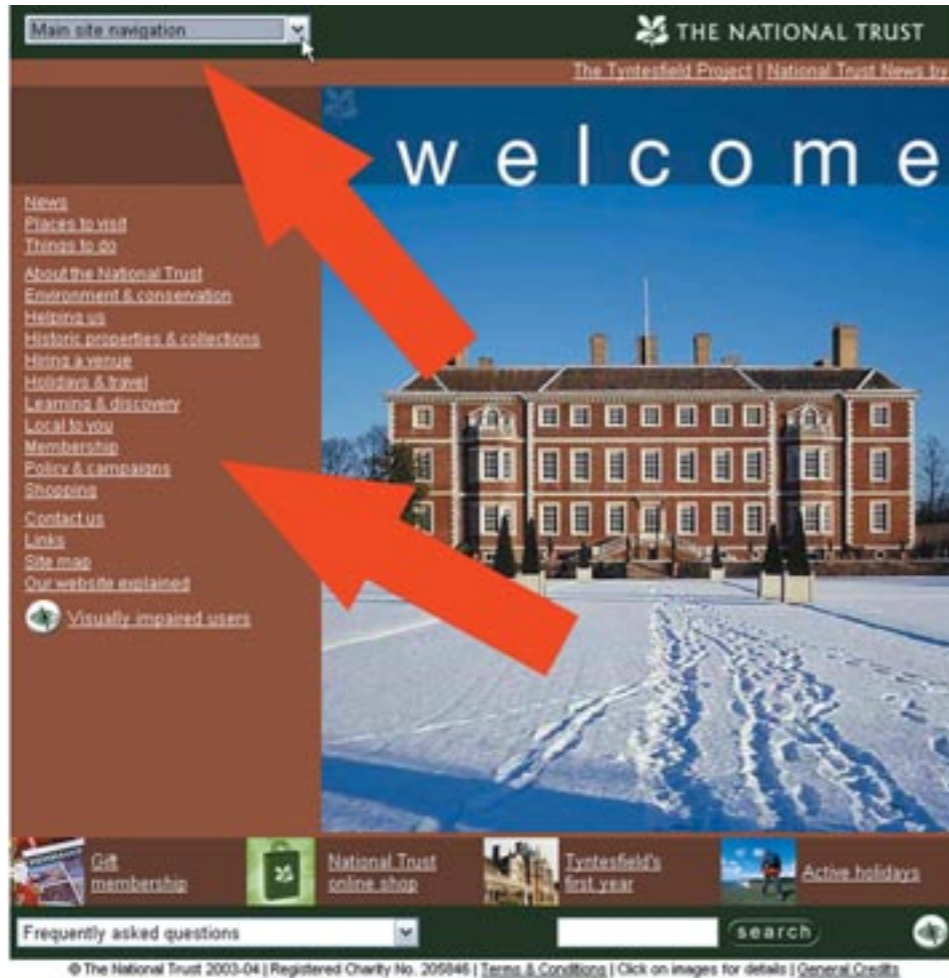 Main site navigation
THE NATIONAL TRUST
The Tyntesfield Project | National Trust News by
welcome
News
Places to visit
Things to do
About the National Trust
Environment & conservation
Helping us
Historic properties & collections
Hiring a venue
Holidays & travel
Learning & discovery
Local to you
Membership
Policy & campaigns
Shopping
Contact us
Links
Site map
Our website explained
Visually impaired users
Gift
membership
National Trust
online shop
Tyntesfield's
first year
Active holidays
Frequently asked questions
search
© The National Trust 2003-04 | Registered Charity No. 205846 | Terms & Conditions | Click on images for details | General Credits